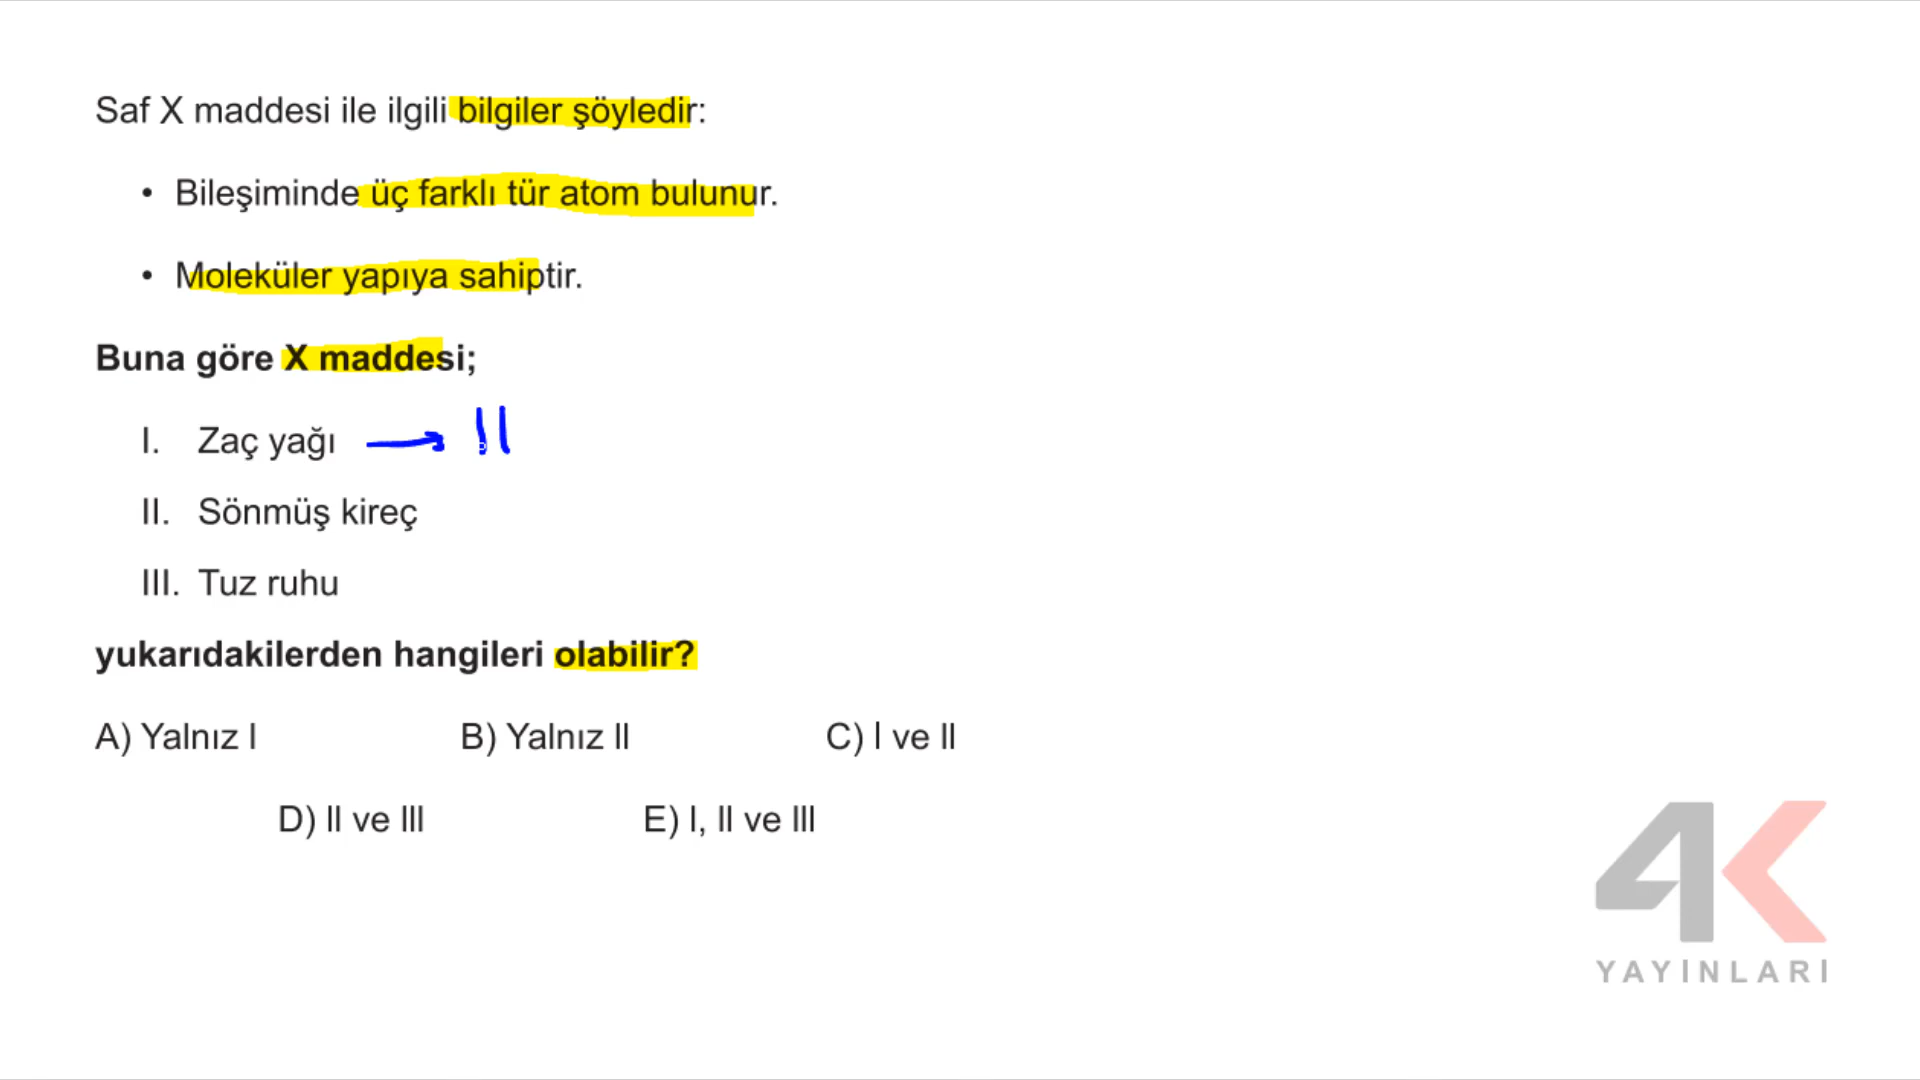 Saf X maddesi ile ilgili bilgiler şöyledir:
• Bileşiminde üç farklı tür atom bulunur.
• Moleküler yapıya sahiptir.
Buna göre X maddesi;
I. Zaç yağı
II. Sönmüş kireç
III. Tuz ruhu
yukarıdakilerden hangileri olabilir?
A) Yalnız I B) Yalnız II C) I ve II
D) II ve III E) I, II ve III
4K
YAYINLARI